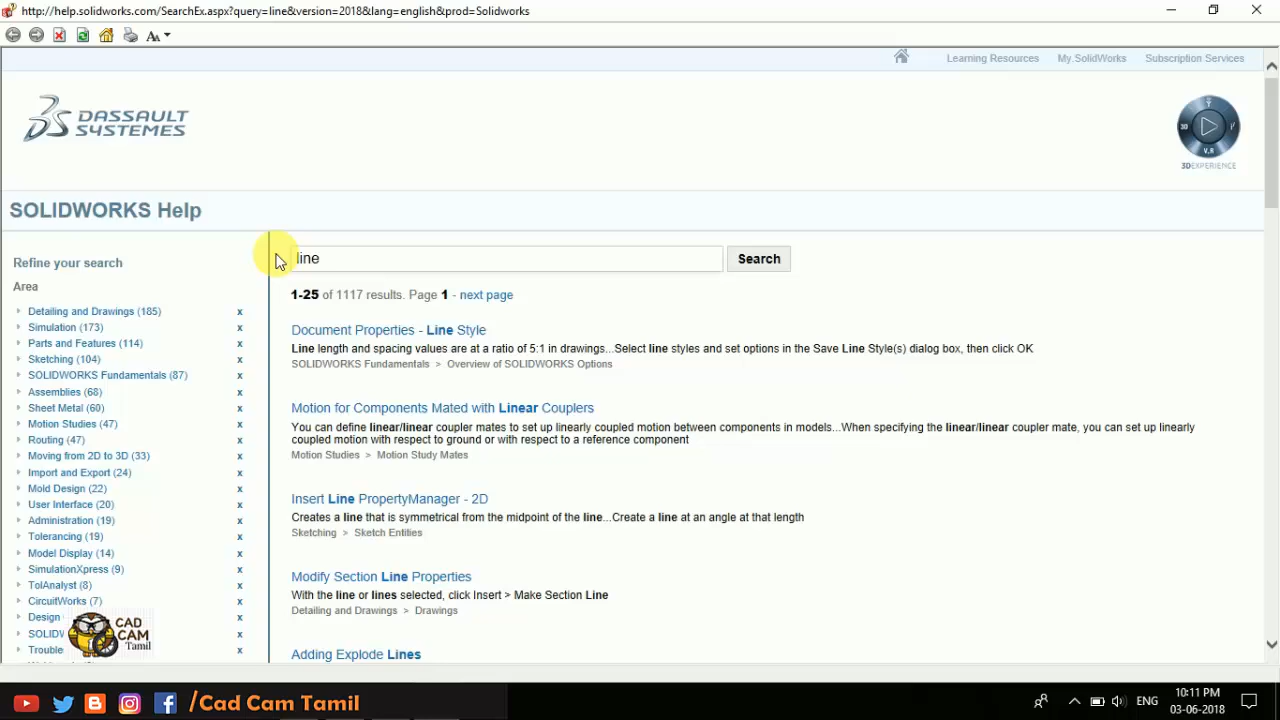 http://help.solidworks.com/SearchEx.aspx?query=line&version=2018&lang=english&prod=Solidworks
Learning Resources My.SolidWorks Subscription Services
DASSAULT
SYSTEMES
3D
V,R
3DEXPERIENCE
SOLIDWORKS Help
Refine your search
Area
Detailing and Drawings (185) x
Simulation (173) x
Parts and Features (114) x
Sketching (104) x
SOLIDWORKS Fundamentals (87) x
Assemblies (68) x
Sheet Metal (60) x
Motion Studies (47) x
Routing (47) x
Moving from 2D to 3D (33) x
Import and Export (24) x
Mold Design (22) x
User Interface (20) x
Administration (19) x
Tolerancing (19) x
Model Display (14) x
SimulationXpress (9) x
TolAnalyst (8) x
CircuitWorks (7) x
Design x
SOLIDW x
Trouble x
CAD
CAM
Tamil
line
Search
1-25 of 1117 results. Page 1 - next page
Document Properties - Line Style
Line length and spacing values are at a ratio of 5:1 in drawings...Select line styles and set options in the Save Line Style(s) dialog box, then click OK
SOLIDWORKS Fundamentals > Overview of SOLIDWORKS Options
Motion for Components Mated with Linear Couplers
You can define linear/linear coupler mates to set up linearly coupled motion between components in models...When specifying the linear/linear coupler mate, you can set up linearly
coupled motion with respect to ground or with respect to a reference component
Motion Studies > Motion Study Mates
Insert Line PropertyManager - 2D
Creates a line that is symmetrical from the midpoint of the line...Create a line at an angle at that length
Sketching > Sketch Entities
Modify Section Line Properties
With the line or lines selected, click Insert > Make Section Line
Detailing and Drawings > Drawings
Adding Explode Lines
/Cad Cam Tamil
ENG
10:11 PM
03-06-2018